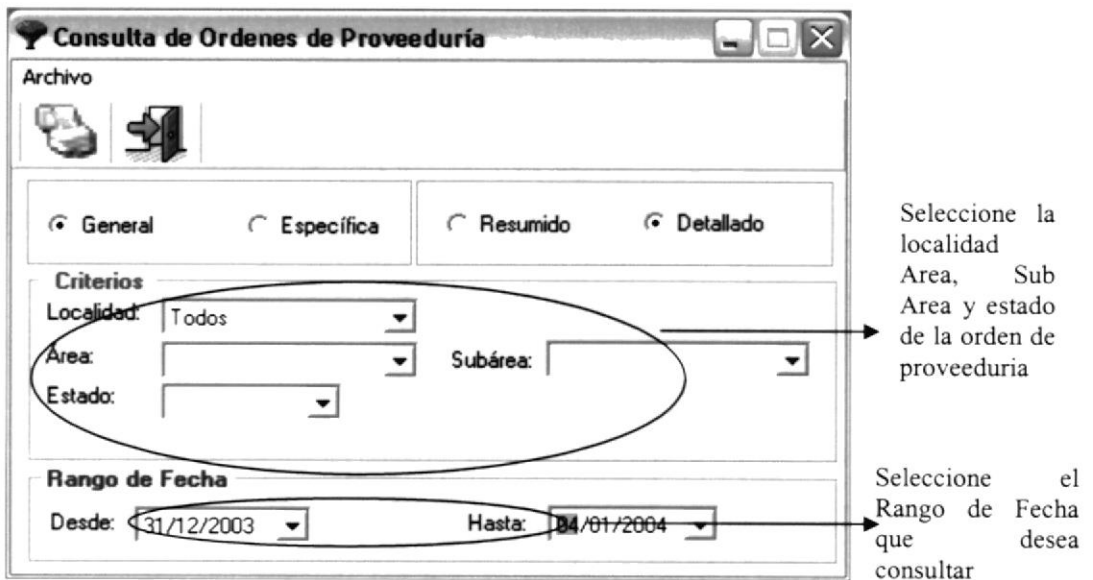 Consulta de Ordenes de Proveeduría
Archivo
General Específica Resumido Detallado
Criterios
Localidad: Todos
Área: Subárea:
Estado:
Rango de Fecha
Desde: 31/12/2003 Hasta: 04/01/2004
Seleccione la
localidad
Area, Sub
Area y estado
de la orden de
proveeduria
Seleccione el
Rango de Fecha
que desea
consultar